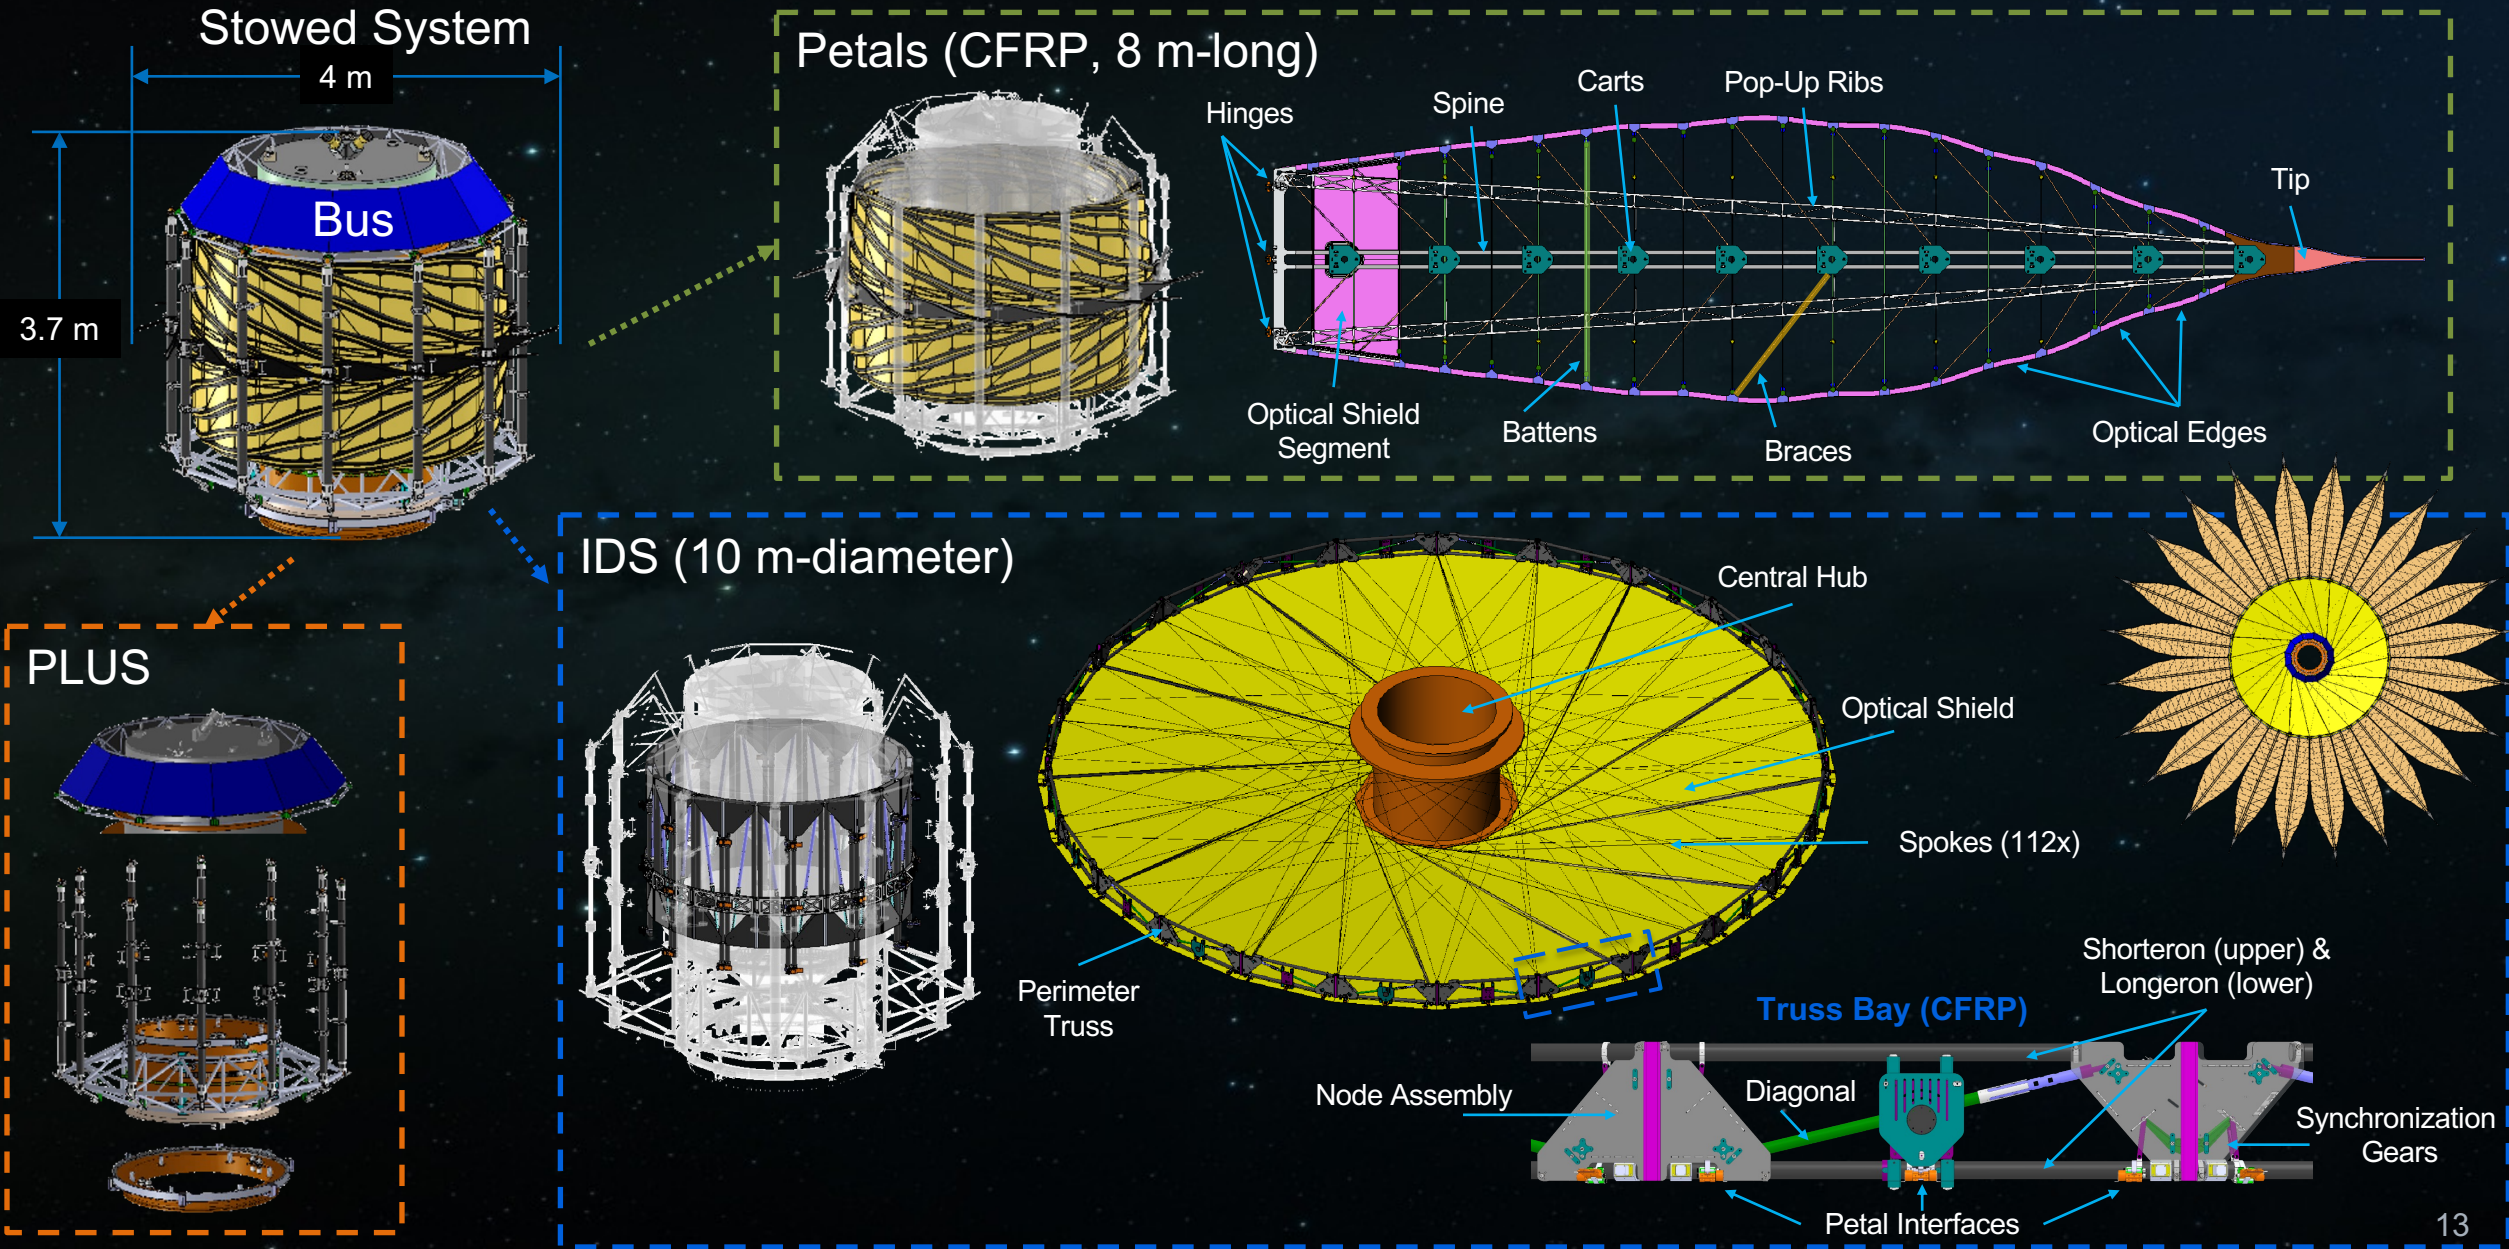 Stowed System
4 m
Bus
3.7 m
Petals (CFRP, 8 m-long)
Hinges
Spine
Carts
Pop-Up Ribs
Tip
Optical Shield
Segment
Battens
Braces
Optical Edges
PLUS
IDS (10 m-diameter)
Central Hub
Optical Shield
Spokes (112x)
Perimeter
Truss
Shorteron (upper) &
Longeron (lower)
Truss Bay (CFRP)
Node Assembly
Diagonal
Synchronization
Gears
Petal Interfaces
13